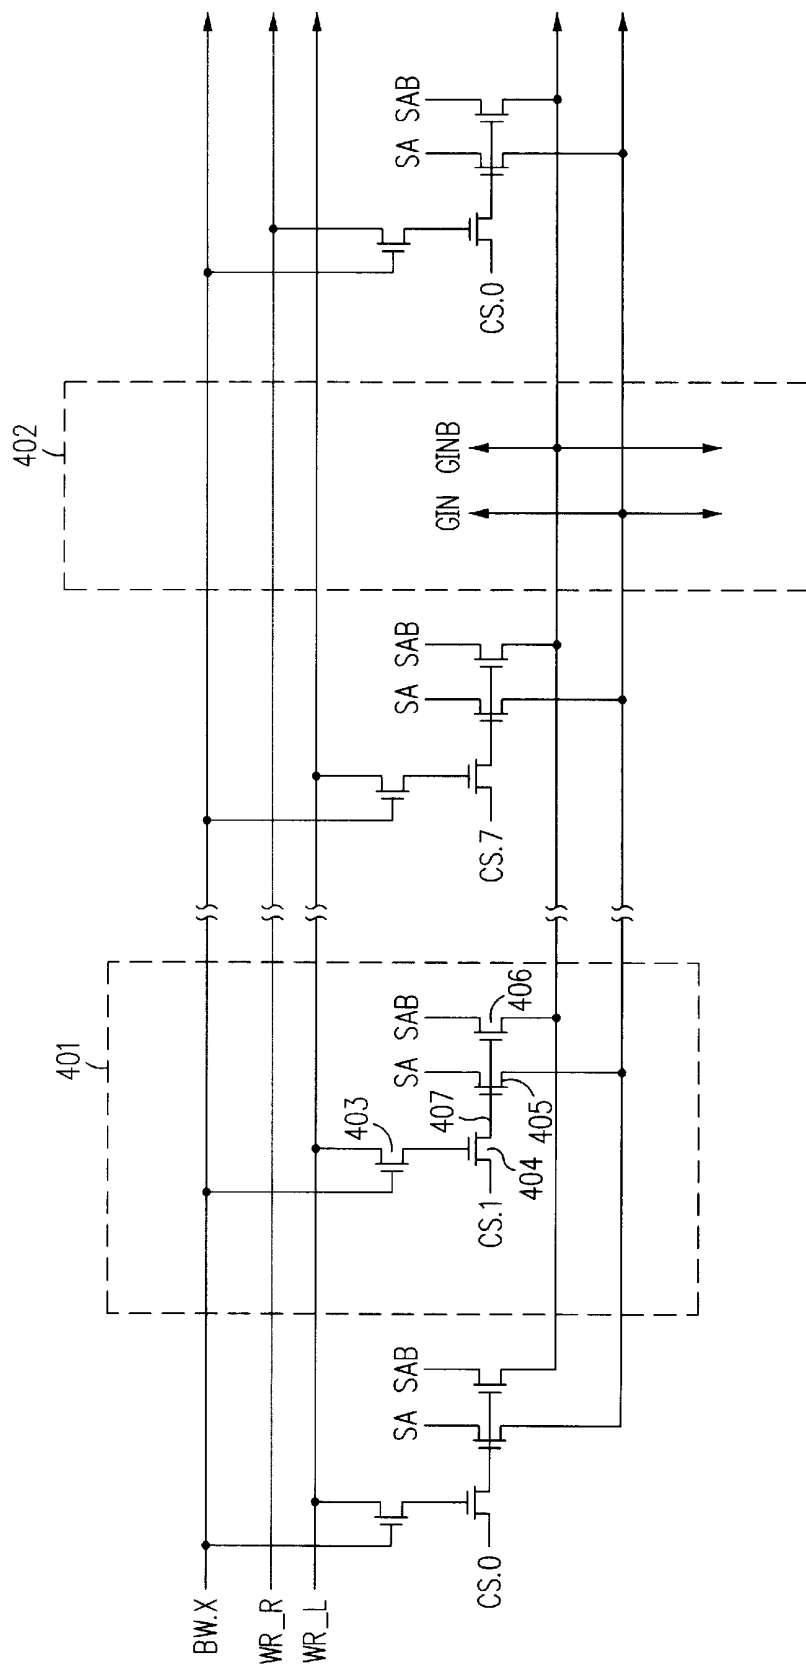 BW.X
WR_R
WR_L
CS.0
SA
SAB
401
403
CS.1
404
407
405
SA
SAB
406
CS.7
SA
SAB
402
GIN
GINB
CS.0
SA
SAB